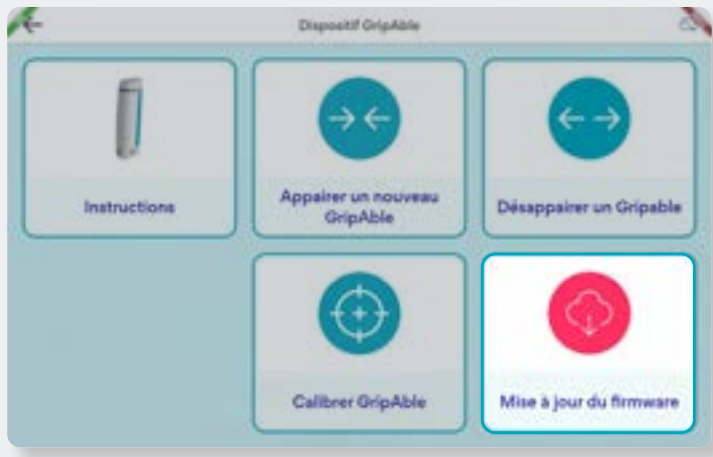 Dispositif GripAble
Instructions
Appairer un nouveau
GripAble
Désappairer un Gripable
Calibrer GripAble
Mise à jour du firmware